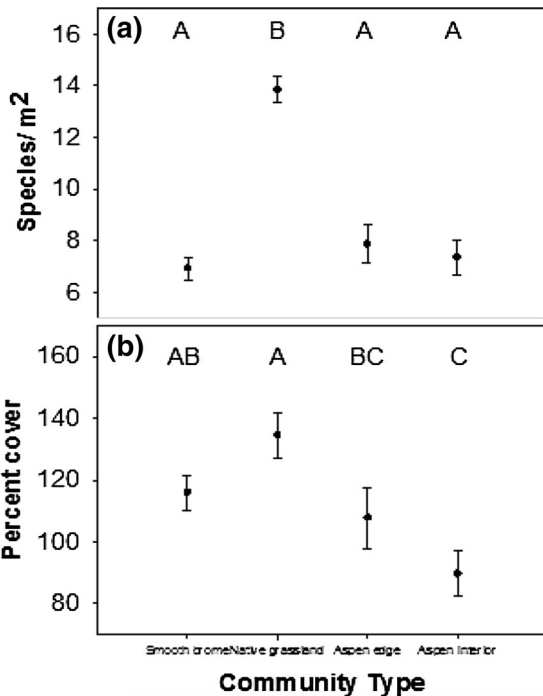 (a) A B A A
16
14
12
10
8
6
Species/ m2
(b) AB A BC C
160
140
120
100
80
Percent cover
Smooth brome Native grassland Aspen edge Aspen interior
Community Type